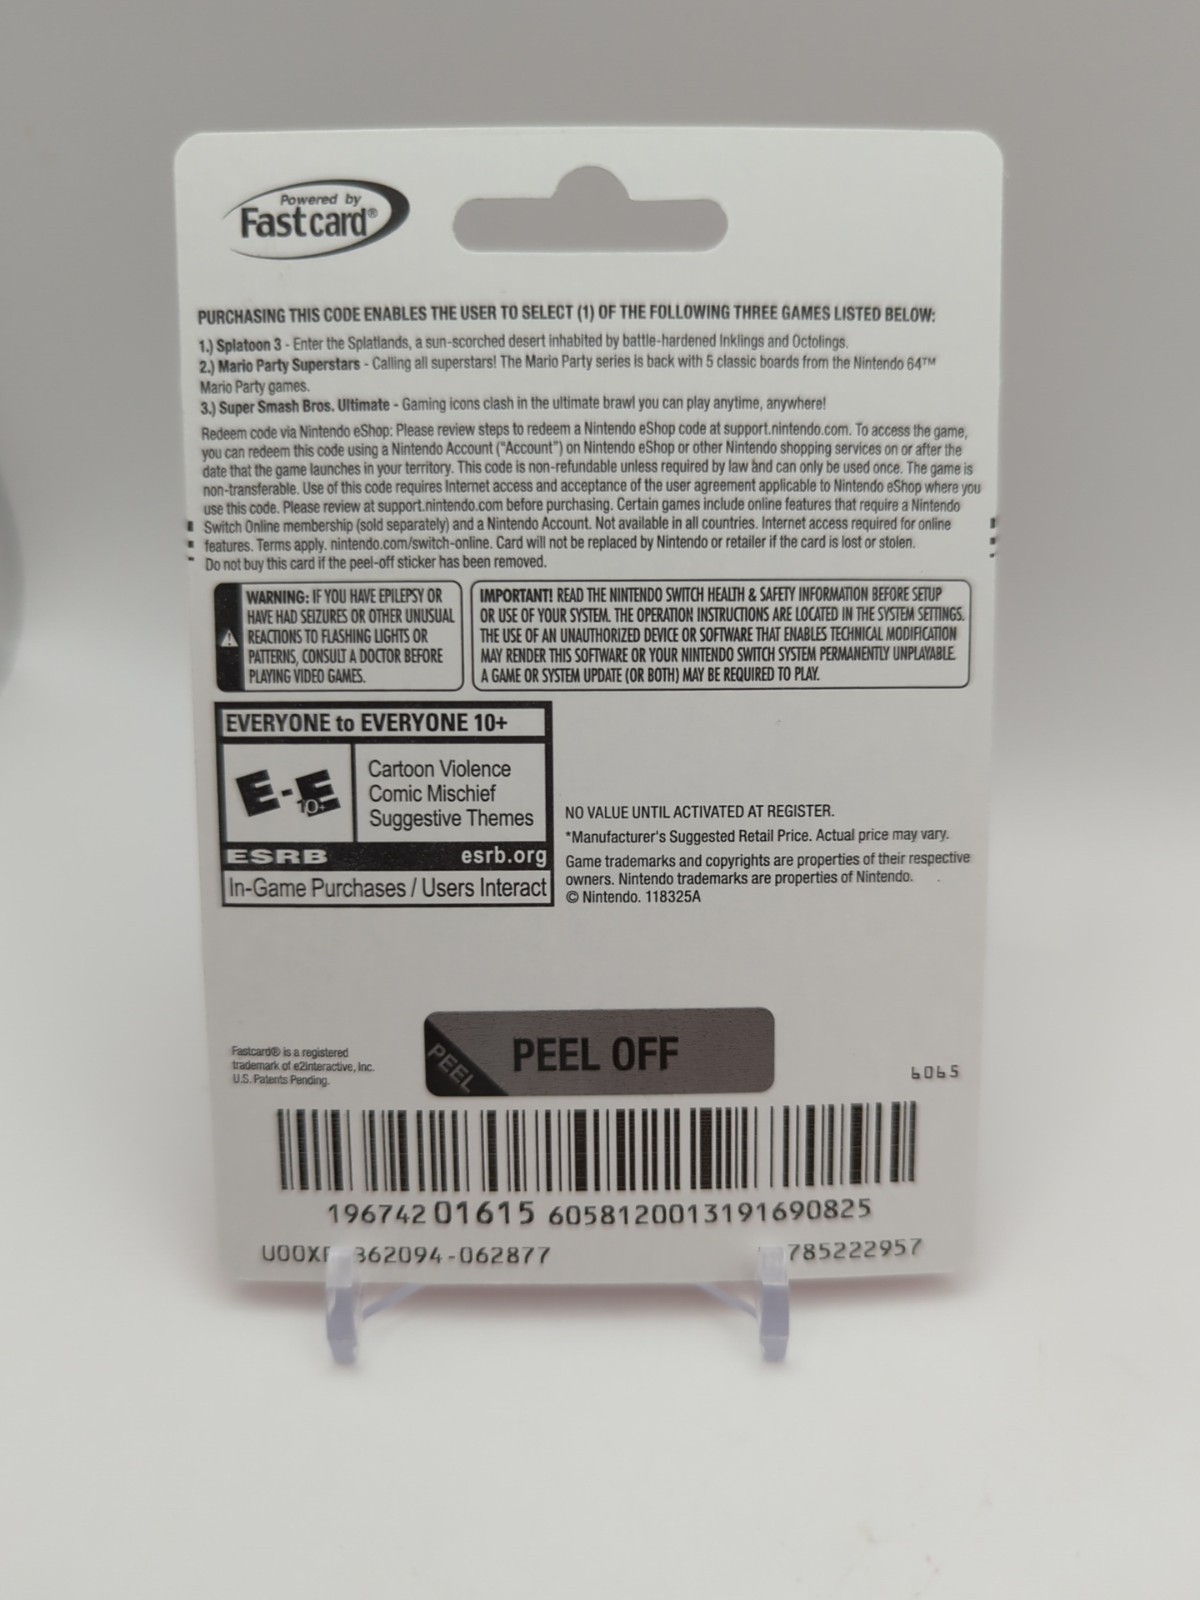 Powered by
Fastcard®
PURCHASING THIS CODE ENABLES THE USER TO SELECT (1) OF THE FOLLOWING THREE GAMES LISTED BELOW:
1.) Splatoon 3 - Enter the Splatlands, a sun-scorched desert inhabited by battle-hardened Inklings and Octolings.
2.) Mario Party Superstars - Calling all superstars! The Mario Party series is back with 5 classic boards from the Nintendo 64™
Mario Party games.
3.) Super Smash Bros. Ultimate - Gaming icons clash in the ultimate brawl you can play anytime, anywhere!
Redeem code via Nintendo eShop: Please review steps to redeem a Nintendo eShop code at support.nintendo.com. To access the game,
you can redeem this code using a Nintendo Account ("Account") on Nintendo eShop or other Nintendo shopping services on or after the
date that the game launches in your territory. This code is non-refundable unless required by law and can only be used once. The game is
non-transferable. Use of this code requires Internet access and acceptance of the user agreement applicable to Nintendo eShop where you
use this code. Please review at support.nintendo.com before purchasing. Certain games include online features that require a Nintendo
Switch Online membership (sold separately) and a Nintendo Account. Not available in all countries. Internet access required for online
features. Terms apply. nintendo.com/switch-online. Card will not be replaced by Nintendo or retailer if the card is lost or stolen.
Do not buy this card if the peel-off sticker has been removed.
WARNING: IF YOU HAVE EPILEPSY OR
HAVE HAD SEIZURES OR OTHER UNUSUAL
REACTIONS TO FLASHING LIGHTS OR
PATTERNS, CONSULT A DOCTOR BEFORE
PLAYING VIDEO GAMES.
IMPORTANT! READ THE NINTENDO SWITCH HEALTH & SAFETY INFORMATION BEFORE SETUP
OR USE OF YOUR SYSTEM. THE OPERATION INSTRUCTIONS ARE LOCATED IN THE SYSTEM SETTINGS.
THE USE OF AN UNAUTHORIZED DEVICE OR SOFTWARE THAT ENABLES TECHNICAL MODIFICATION
MAY RENDER THIS SOFTWARE OR YOUR NINTENDO SWITCH SYSTEM PERMANENTLY UNPLAYABLE.
A GAME OR SYSTEM UPDATE (OR BOTH) MAY BE REQUIRED TO PLAY.
EVERYONE to EVERYONE 10+
E-E 10+
Cartoon Violence
Comic Mischief
Suggestive Themes
ESRB esrb.org
In-Game Purchases / Users Interact
NO VALUE UNTIL ACTIVATED AT REGISTER.
*Manufacturer's Suggested Retail Price. Actual price may vary.
Game trademarks and copyrights are properties of their respective
owners. Nintendo trademarks are properties of Nintendo.
© Nintendo. 118325A
Fastcard® is a registered
trademark of e2interactive, Inc.
U.S. Patents Pending.
PEEL
PEEL OFF
6065
196742 01615 6058120013191690825
362094-062877
785222957